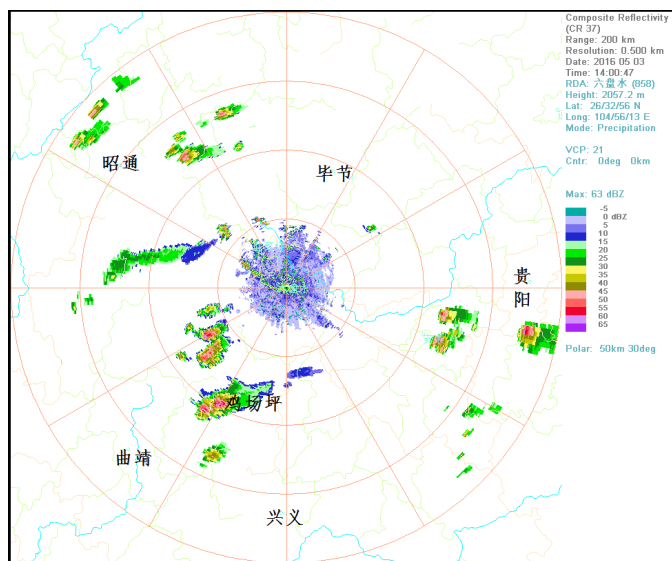 Composite Reflectivity
(CR 37)
Range: 200 km
Resolution: 0.500 km
Date: 2016 05 03
Time: 14:00:47
RDA: 六盘水 (858)
Height: 2057.2 m
Lat: 26/32/56 N
Long: 104/56/13 E
Mode: Precipitation
VCP: 21
Cntr: 0deg 0km
Max: 63 dBZ
-5
0 dBZ
5
10
15
20
25
30
35
40
45
50
55
60
65
Polar: 50km 30deg
昭通
毕节
贵阳
鸡场坪
曲靖
兴义